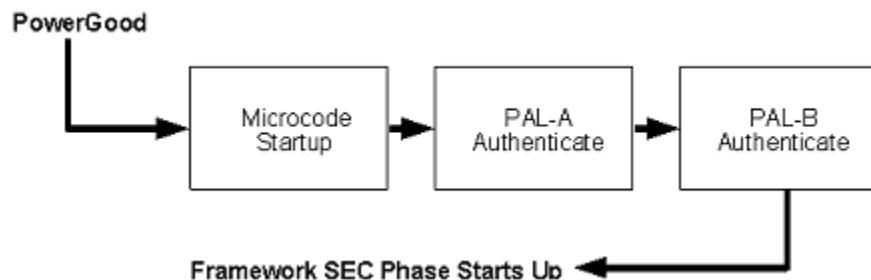 PowerGood
Microcode
Startup
PAL-A
Authenticate
PAL-B
Authenticate
Framework SEC Phase Starts Up